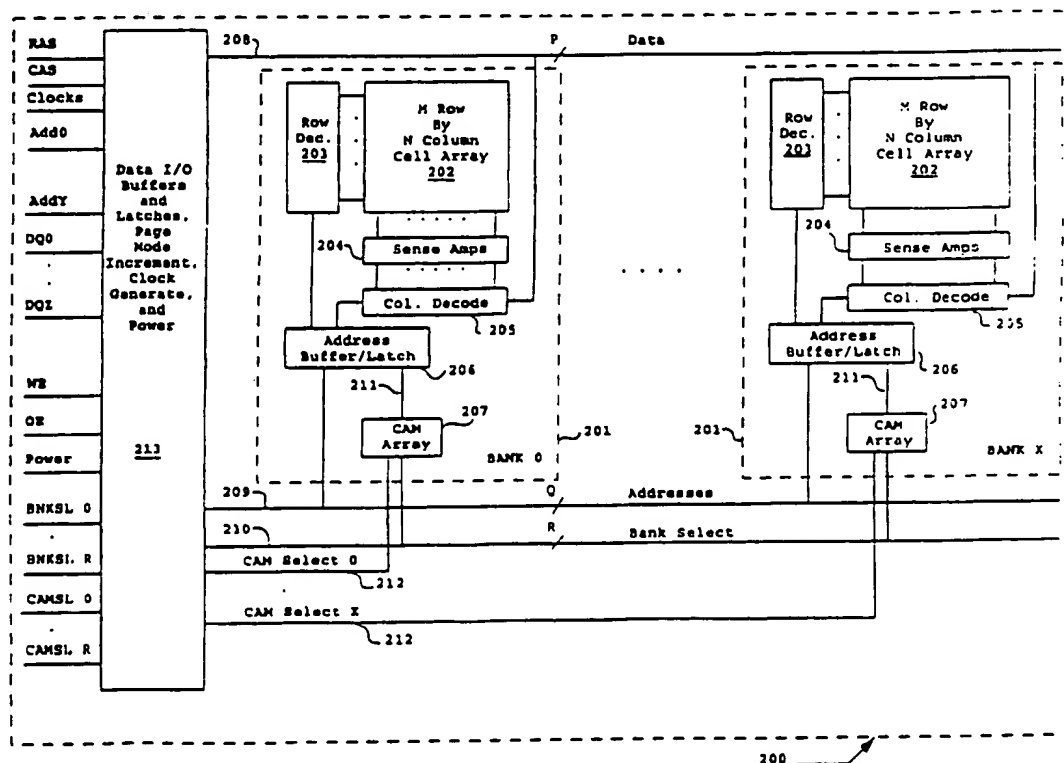 RAS
CAS
Clocks
Add0
AddY
DQ0
DQZ
WE
OE
Power
BNKSL 0
BNKSL R
CAMSL 0
CAMSL R
Data I/O
Buffers
and
Latches,
Page
Mode
Increment,
Clock
Generate,
and
Power
213
208
P
Data
Row
Dec.
203
M Row
By
N Column
Cell Array
202
204
Sense Amps
Col. Decode
205
Address
Buffer/Latch
206
211
207
CAM
Array
201
BANK 0
Row
Dec.
203
M Row
By
N Column
Cell Array
202
204
Sense Amps
Col. Decode
205
Address
Buffer/Latch
206
211
207
CAM
Array
201
BANK X
209
Q
Addresses
210
R
Bank Select
CAM Select 0
212
CAM Select X
212
200